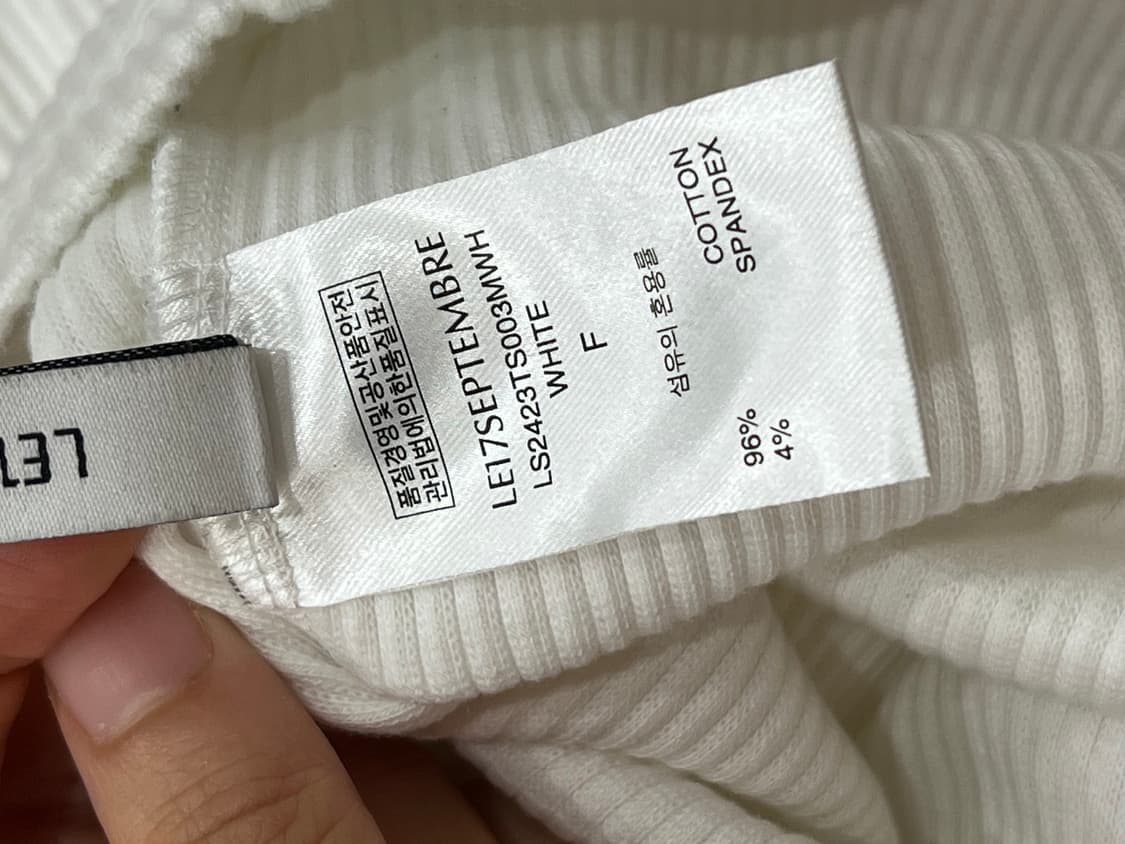 품질경영및공산품안전
관리법에의한품질표시
LE17SEPTEMBRE
LS2423TS003MWH
WHITE
F
섬유의 혼용률
COTTON 96%
SPANDEX 4%
LE1